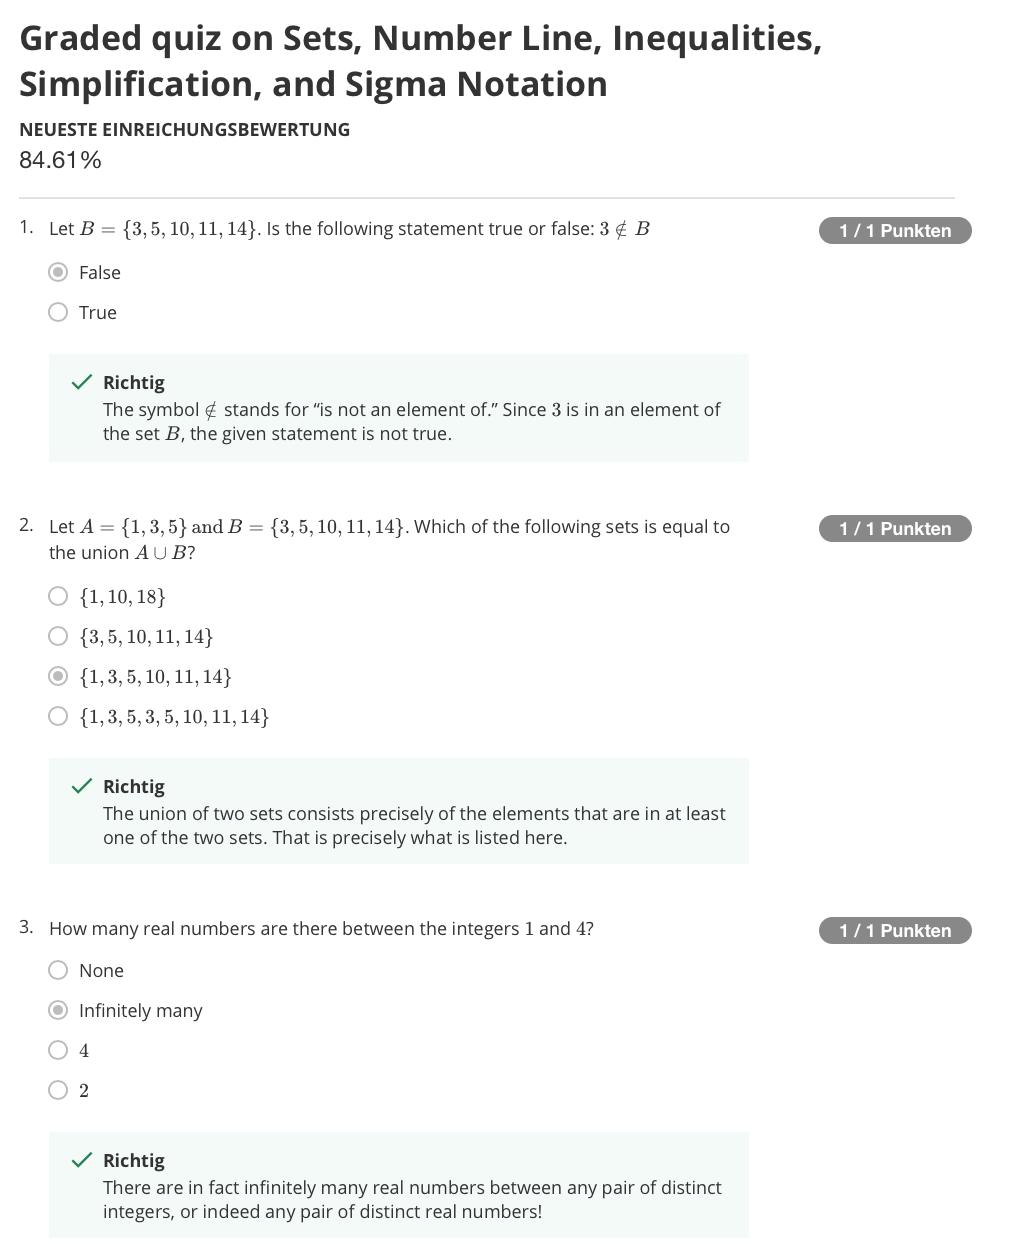 Graded quiz on Sets, Number Line, Inequalities,
Simplification, and Sigma Notation
NEUESTE EINREICHUNGSBEWERTUNG
84.61%
1. Let B = {3, 5, 10, 11, 14}. Is the following statement true or false: 3 ∉ B
1 / 1 Punkten
False
True
Richtig
The symbol ∉ stands for “is not an element of.” Since 3 is in an element of
the set B, the given statement is not true.
2. Let A = {1, 3, 5} and B = {3, 5, 10, 11, 14}. Which of the following sets is equal to
the union A ∪ B?
1 / 1 Punkten
{1, 10, 18}
{3, 5, 10, 11, 14}
{1, 3, 5, 10, 11, 14}
{1, 3, 5, 3, 5, 10, 11, 14}
Richtig
The union of two sets consists precisely of the elements that are in at least
one of the two sets. That is precisely what is listed here.
3. How many real numbers are there between the integers 1 and 4?
1 / 1 Punkten
None
Infinitely many
4
2
Richtig
There are in fact infinitely many real numbers between any pair of distinct
integers, or indeed any pair of distinct real numbers!